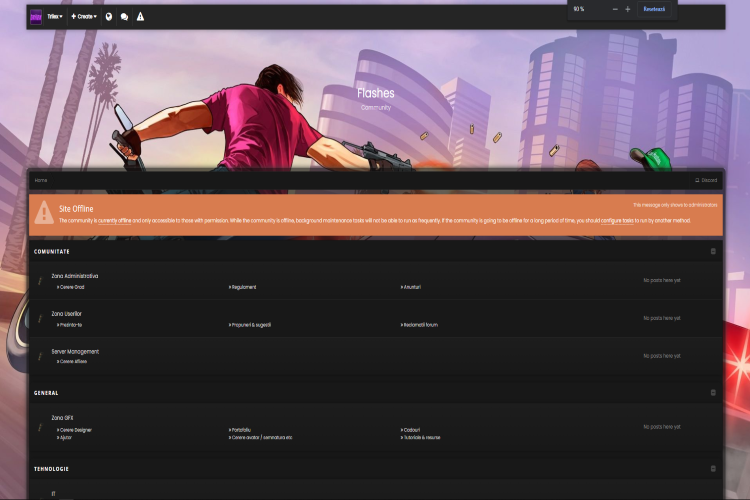 Trilex + Create
90 % − + Resetează
Flashes
Community
Home Discord
Site Offline This message only shown to administrators
The community is currently offline and only accessible to those with permission. While the community is offline, background maintenance tasks will not be able to run as frequently. If the community is going to be offline for a long period of time, you should configure tasks to run by another method.
COMUNITATE
Zona Administrativa
» Cerere Grad » Regulament » Anunturi
No posts here yet
Zona Userilor
» Prezinta-te » Propuneri & sugestii » Reclamatii forum
No posts here yet
Server Management
» Cerere afiliere
No posts here yet
GENERAL
Zona GFX
» Cerere Designer » Portofoliu » Cadouri
» Ajutor » Cerere avatar / semnatura etc » Tutoriale & resurse
No posts here yet
TEHNOLOGIE
IT